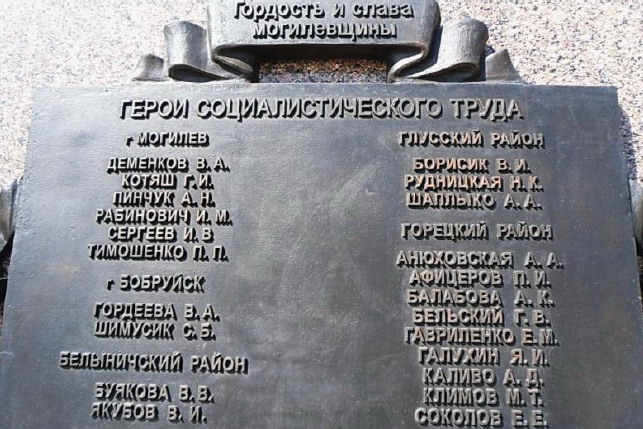 Гордость и слава
могилевщины
ГЕРОИ СОЦИАЛИСТИЧЕСКОГО ТРУДА
г МОГИЛЕВ
ДЕМЕНКОВ В. А.
КОТЯШ Г. И.
ПИНЧУК А. Н.
РАБИНОВИЧ И. М.
СЕРГЕЕВ И. В
ТИМОШЕНКО П. П.
г БОБРУЙСК
ГОРДЕЕВА В. А.
ШИМУСИК С. Б.
БЕЛЫНИЧСКИЙ РАЙОН
БУЯКОВА В. В.
ЯКУБОВ В. И.
ГЛУССКИЙ РАЙОН
БОРИСИК В. И.
РУДНИЦКАЯ Н. К.
ШАПЛЫКО А. А.
ГОРЕЦКИЙ РАЙОН
АНЮХОВСКАЯ А. А.
АФИЦЕРОВ П. И.
БАЛАБОВА А. К.
БЕЛЬСКИЙ Г. В.
ГАВРИЛЕНКО Е. М.
ГАЛУХИН Я. И.
КАЛИВО А. Д.
КЛИМОВ М. Т.
СОКОЛОВ Е. Е.